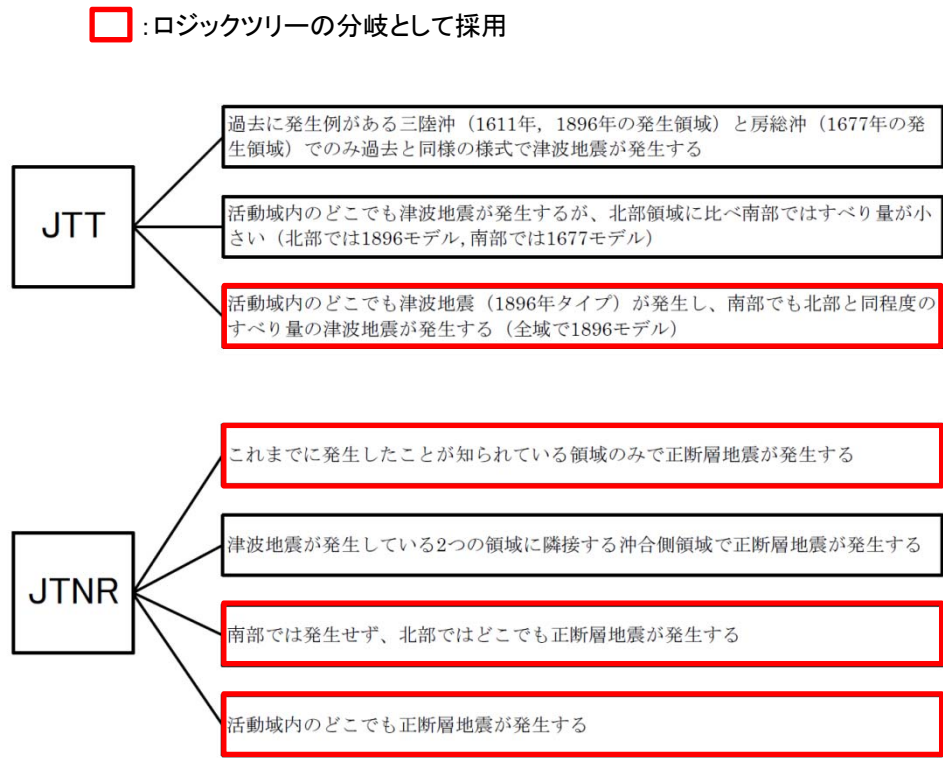 ：ロジックツリーの分岐として採用
JTT
過去に発生例がある三陸沖（1611年，1896年の発生領域）と房総沖（1677年の発
生領域）でのみ過去と同様の様式で津波地震が発生する
活動域内のどこでも津波地震が発生するが、北部領域に比べ南部ではすべり量が小
さい（北部では1896モデル,南部では1677モデル）
活動域内のどこでも津波地震（1896年タイプ）が発生し、南部でも北部と同程度の
すべり量の津波地震が発生する（全域で1896モデル）
JTNR
これまでに発生したことが知られている領域のみで正断層地震が発生する
津波地震が発生している2つの領域に隣接する沖合側領域で正断層地震が発生する
南部では発生せず、北部ではどこでも正断層地震が発生する
活動域内のどこでも正断層地震が発生する